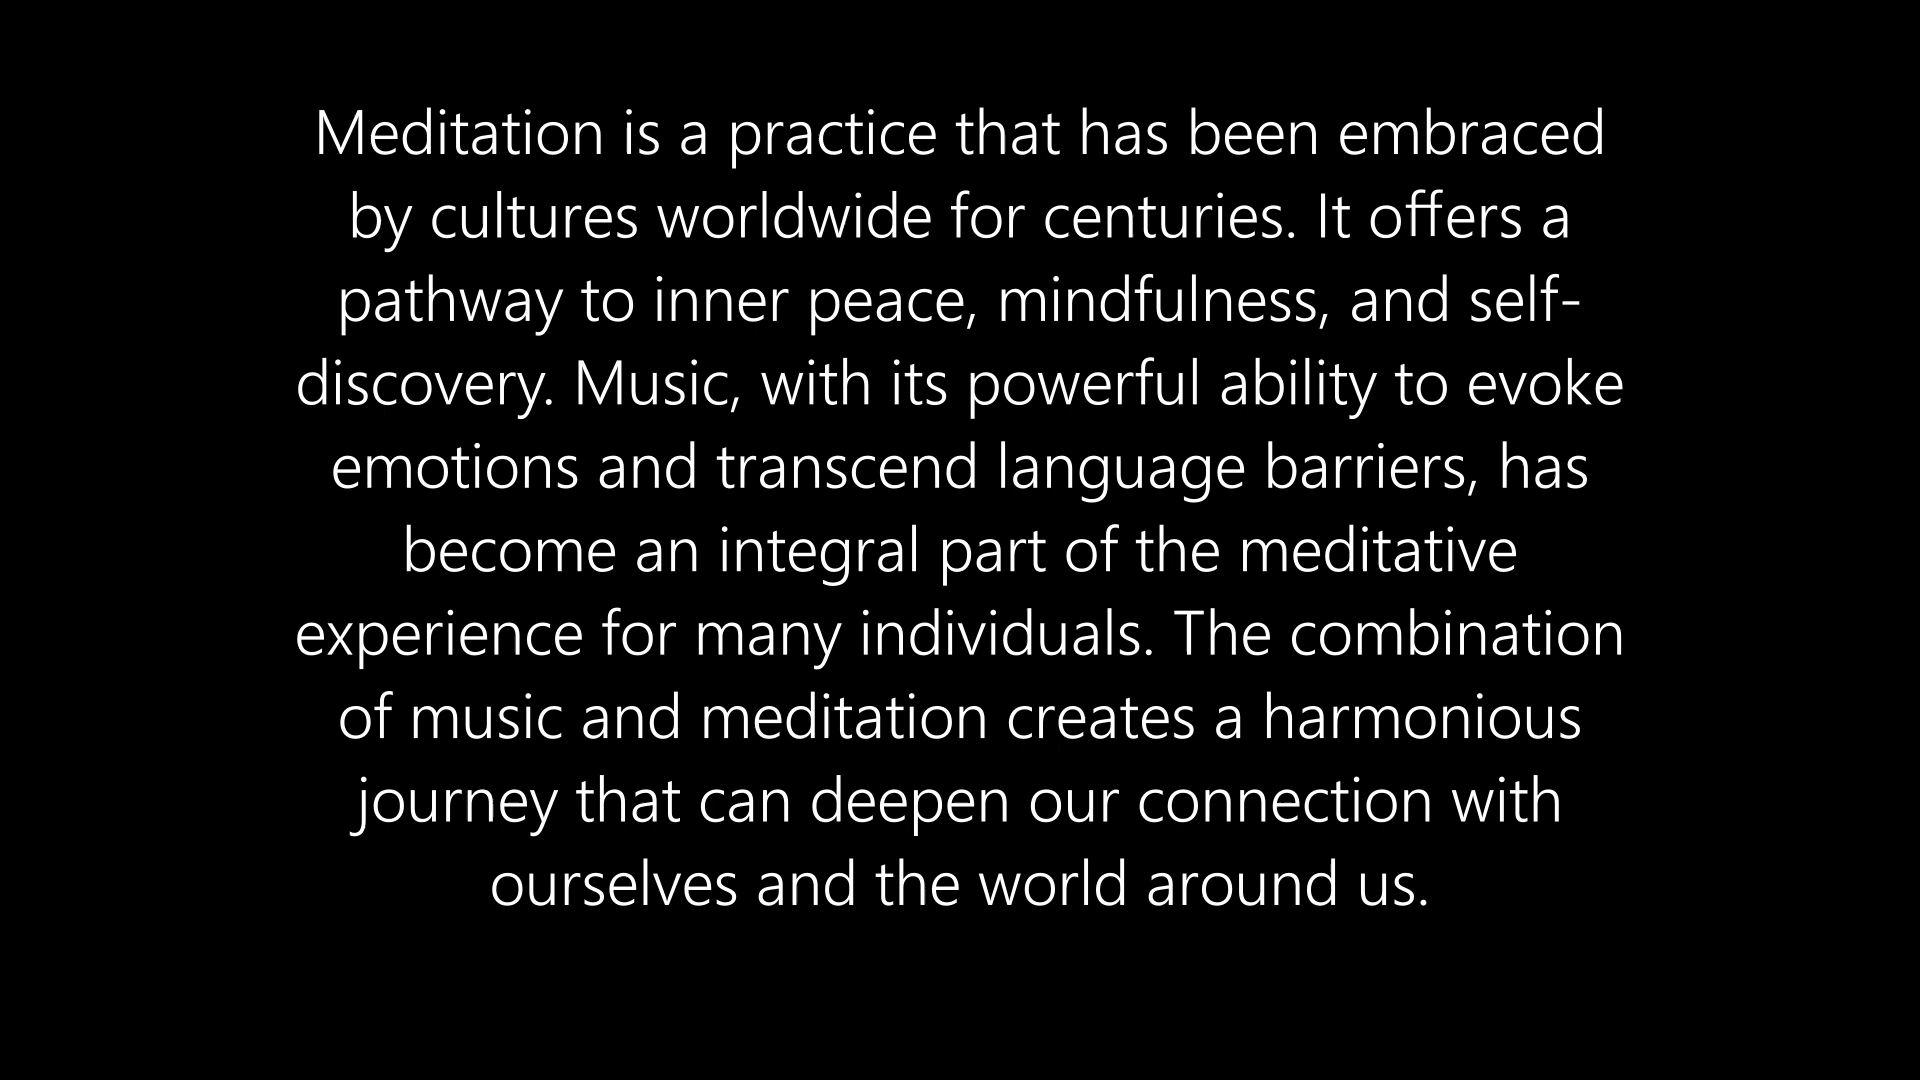 Meditation is a practice that has been embraced
by cultures worldwide for centuries. It offers a
pathway to inner peace, mindfulness, and self-
discovery. Music, with its powerful ability to evoke
emotions and transcend language barriers, has
become an integral part of the meditative
experience for many individuals. The combination
of music and meditation creates a harmonious
journey that can deepen our connection with
ourselves and the world around us.